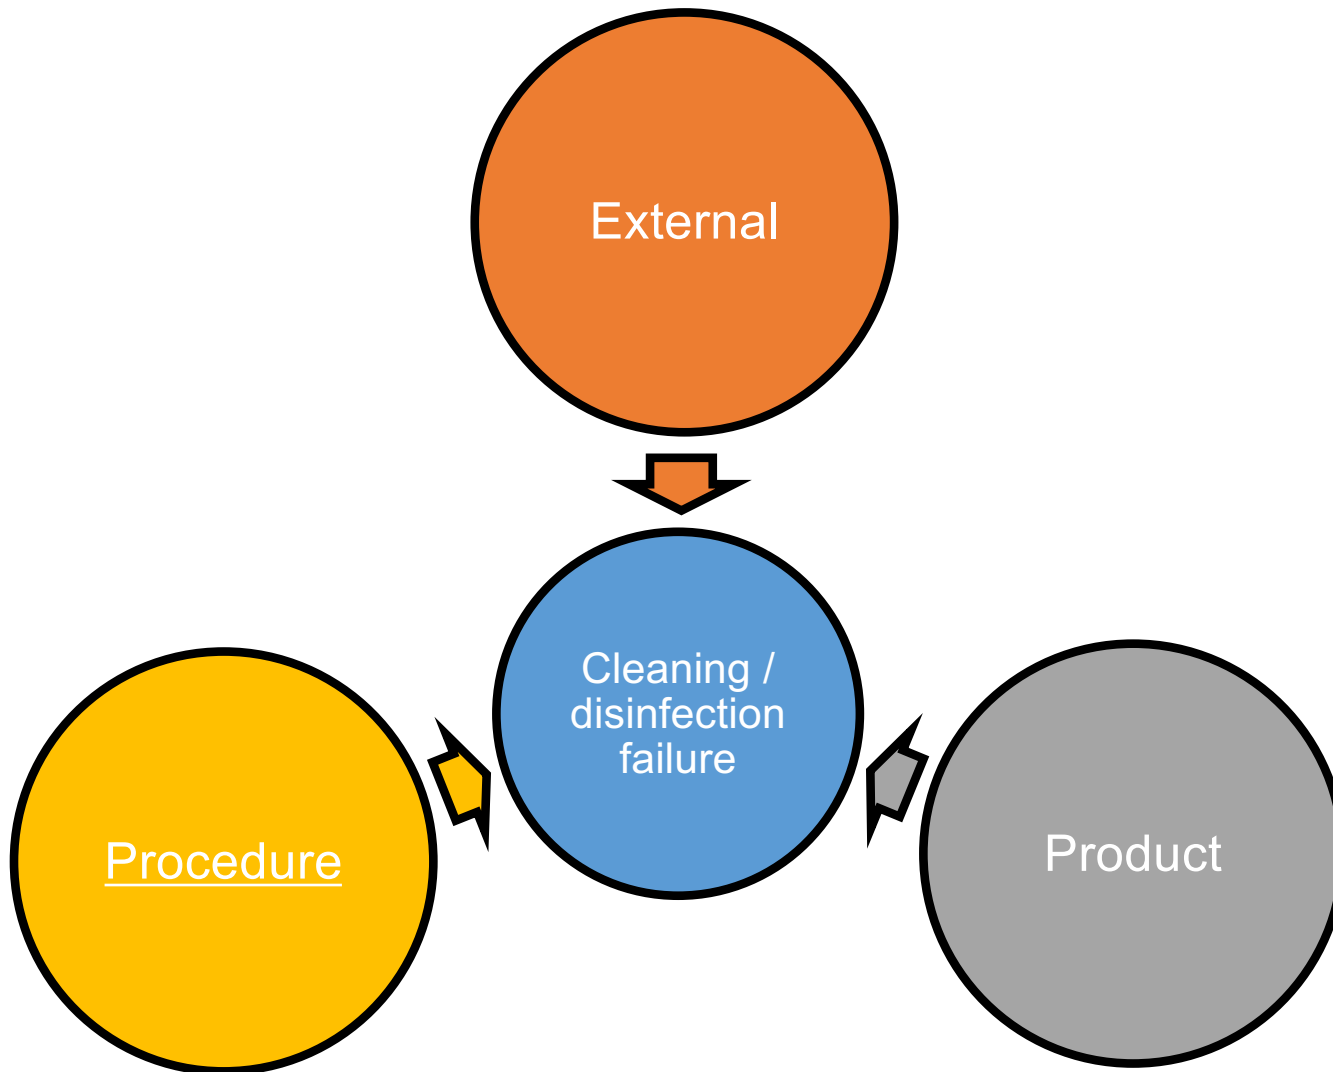 External
Cleaning /
disinfection
failure
Procedure
Product